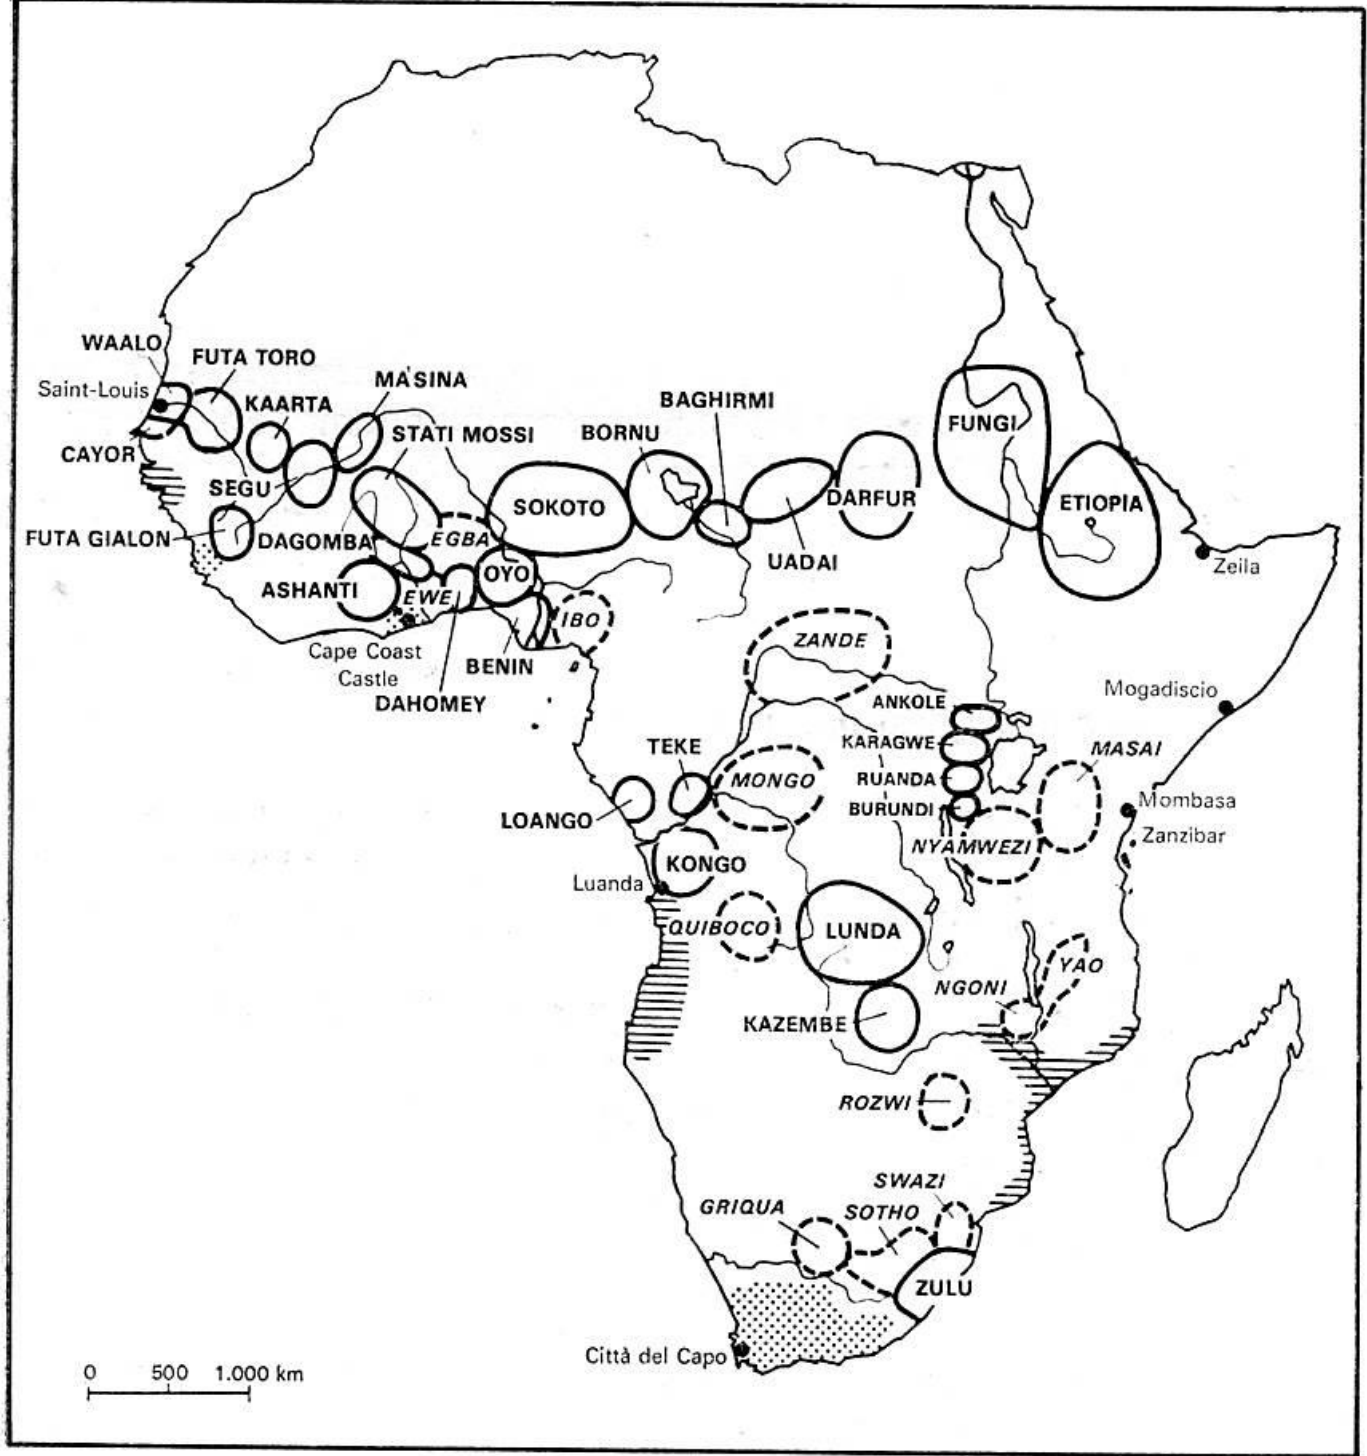 WAALO
FUTA TORO
Saint-Louis
MA'SINA
KAARTA
BAGHIRMI
CAYOR
STATI MOSSI
BORNU
FUNGI
SEGU
SOKOTO
DARFUR
ETIOPIA
FUTA GIALON
DAGOMBA
EGBA
UADAI
Zeila
ASHANTI
EWE
OYO
IBO
Cape Coast
Castle
BENIN
ZANDE
DAHOMEY
ANKOLE
Mogadiscio
TEKE
KARAGWE
MASAI
MONGO
RUANDA
LOANGO
BURUNDI
Mombasa
NYAMWEZI
Zanzibar
KONGO
Luanda
QUIBOCO
LUNDA
YAO
NGONI
KAZEMBE
ROZWI
SWAZI
GRIQUA
SOTHO
ZULU
Città del Capo
0 500 1.000 km